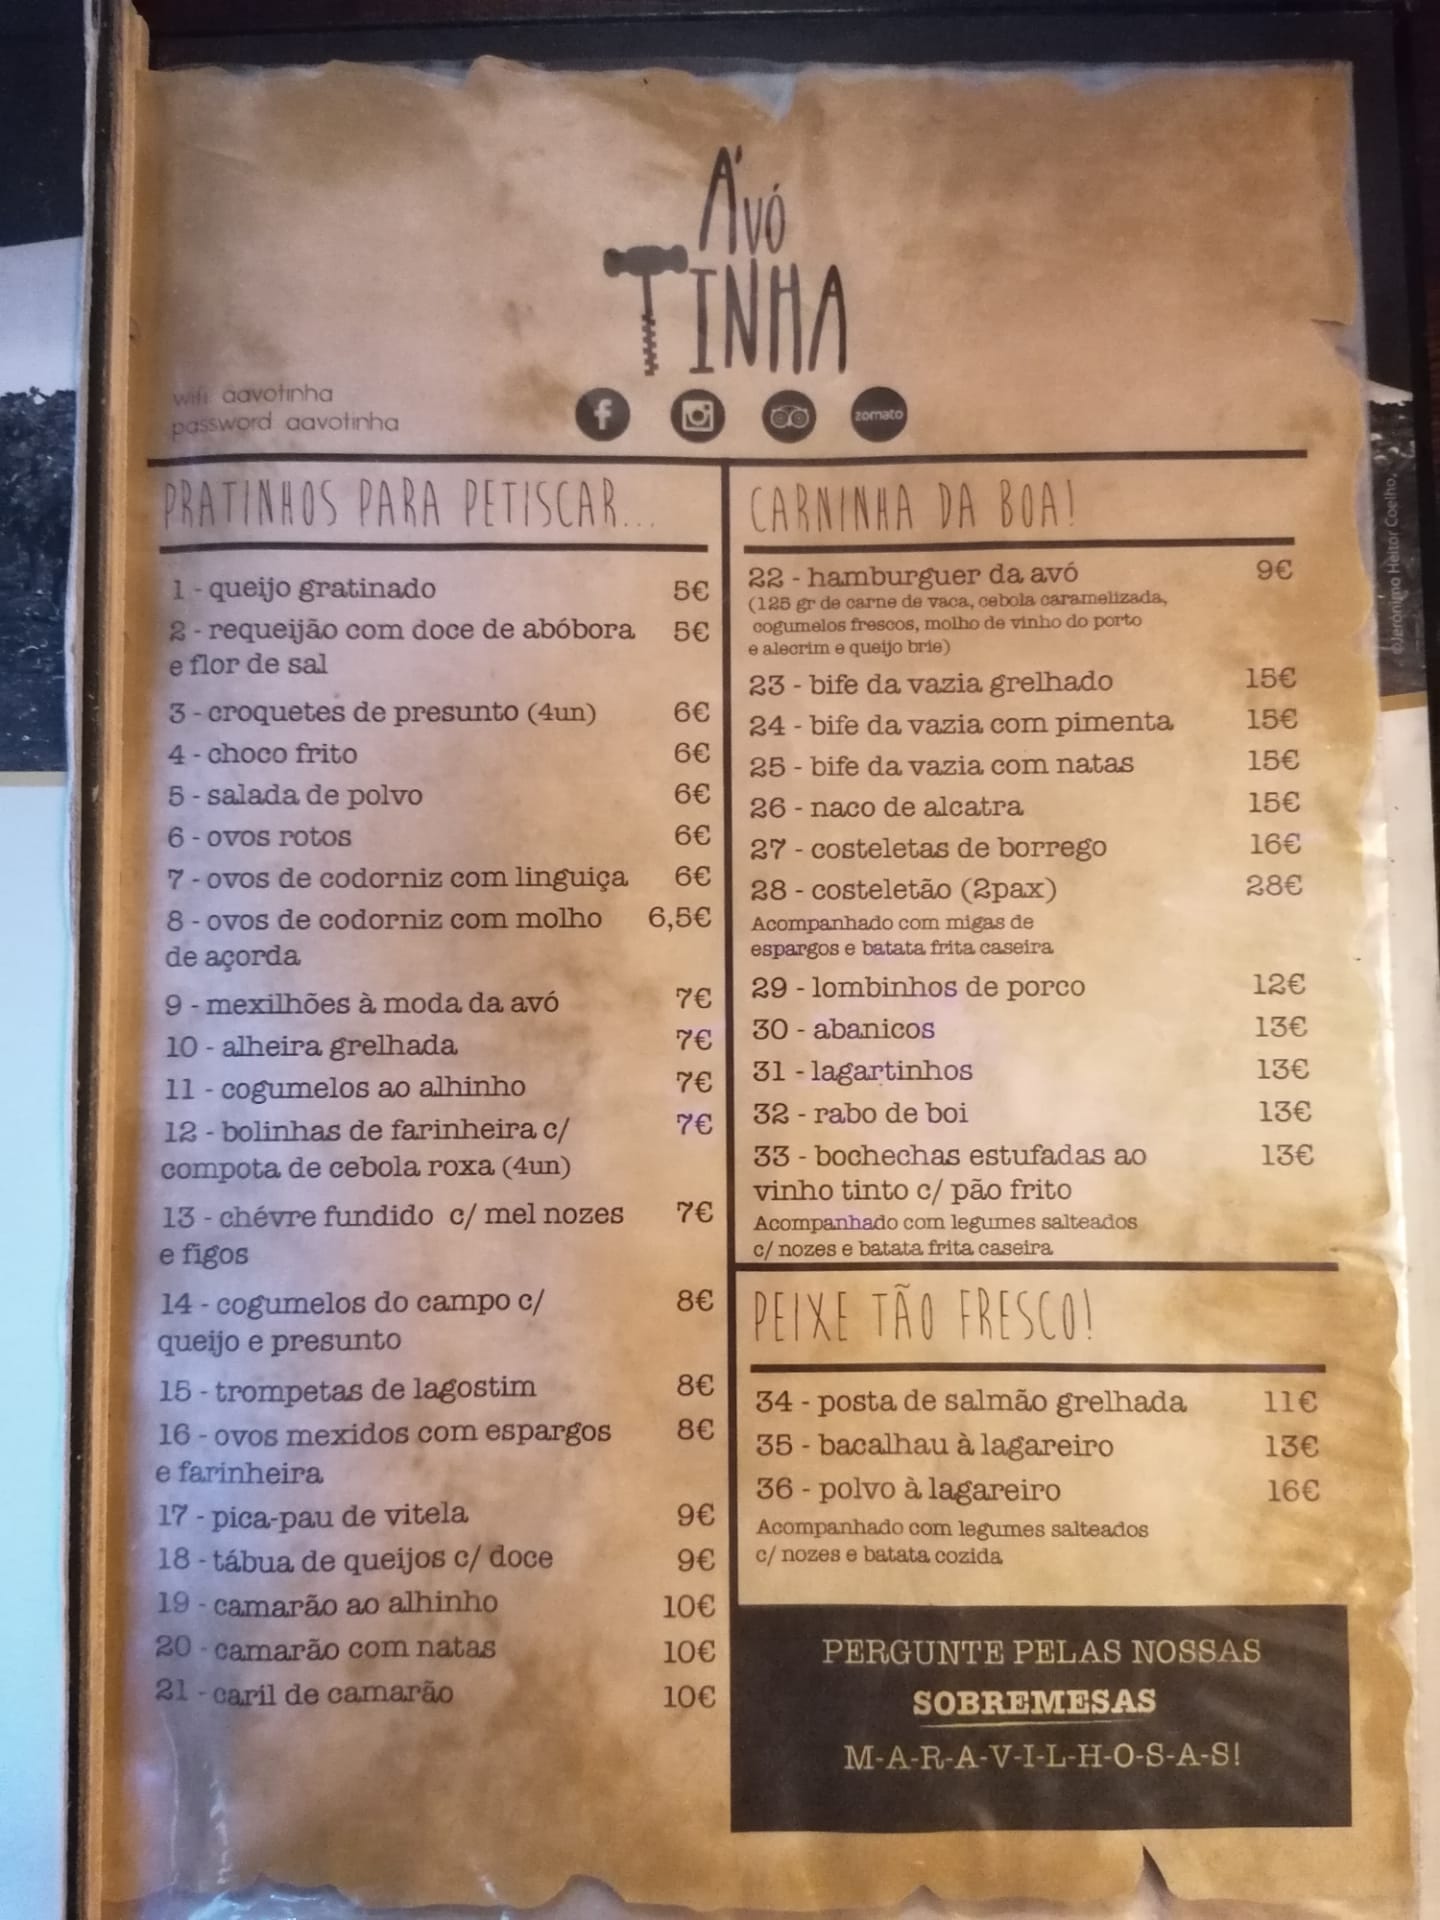 A'VÓ
TINHA
wifi aavotinha
password aavotinha
f
zomato
PRATINHOS PARA PETISCAR...
1 - queijo gratinado 5€
2 - requeijão com doce de abóbora 5€
e flor de sal
3 - croquetes de presunto (4un) 6€
4 - choco frito 6€
5 - salada de polvo 6€
6 - ovos rotos 6€
7 - ovos de codorniz com linguiça 6€
8 - ovos de codorniz com molho 6,5€
de açorda
9 - mexilhões à moda da avó 7€
10 - alheira grelhada 7€
11 - cogumelos ao alhinho 7€
12 - bolinhas de farinheira c/ 7€
compota de cebola roxa (4un)
13 - chévre fundido c/ mel nozes 7€
e figos
14 - cogumelos do campo c/ 8€
queijo e presunto
15 - trompetas de lagostim 8€
16 - ovos mexidos com espargos 8€
e farinheira
17 - pica-pau de vitela 9€
18 - tábua de queijos c/ doce 9€
19 - camarão ao alhinho 10€
20 - camarão com natas 10€
21 - caril de camarão 10€
CARNINHA DA BOA!
22 - hamburguer da avó 9€
(125 gr de carne de vaca, cebola caramelizada,
cogumelos frescos, molho de vinho do porto
e alecrim e queijo brie)
23 - bife da vazia grelhado 15€
24 - bife da vazia com pimenta 15€
25 - bife da vazia com natas 15€
26 - naco de alcatra 15€
27 - costeletas de borrego 16€
28 - costeletão (2pax) 28€
Acompanhado com migas de
espargos e batata frita caseira
29 - lombinhos de porco 12€
30 - abanicos 13€
31 - lagartinhos 13€
32 - rabo de boi 13€
33 - bochechas estufadas ao 13€
vinho tinto c/ pão frito
Acompanhado com legumes salteados
c/ nozes e batata frita caseira
PEIXE TÃO FRESCO!
34 - posta de salmão grelhada 11€
35 - bacalhau à lagareiro 13€
36 - polvo à lagareiro 16€
Acompanhado com legumes salteados
c/ nozes e batata cozida
PERGUNTE PELAS NOSSAS
SOBREMESAS
M-A-R-A-V-I-L-H-O-S-A-S!
©Jerónimo Heitor Coelho